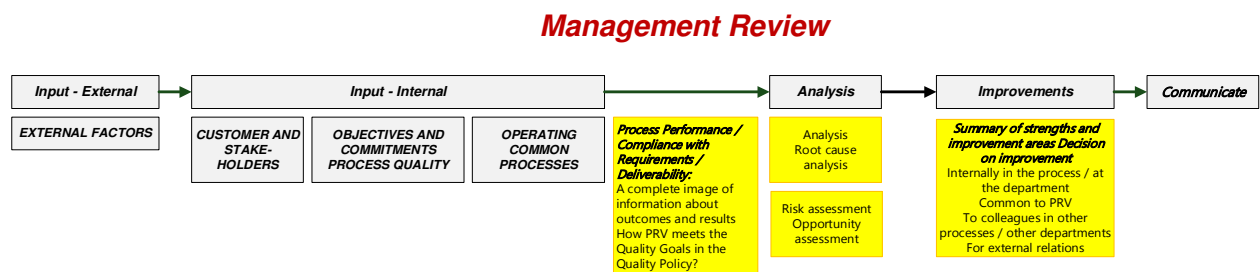 Management Review
Input - External
Input - Internal
Analysis
Improvements
Communicate
EXTERNAL FACTORS
CUSTOMER AND
STAKE-
HOLDERS
OBJECTIVES AND
COMMITMENTS
PROCESS QUALITY
OPERATING
COMMON
PROCESSES
Process Performance /
Compliance with
Requirements /
Deliverability:
A complete image of
information about
outcomes and results
How PRV meets the
Quality Goals in the
Quality Policy?
Analysis
Root cause
analysis
Risk assessment
Opportunity
assessment
Summary of strengths and
improvement areas Decision
on improvement
Internally in the process / at
the department
Common to PRV
To colleagues in other
processes / other departments
For external relations